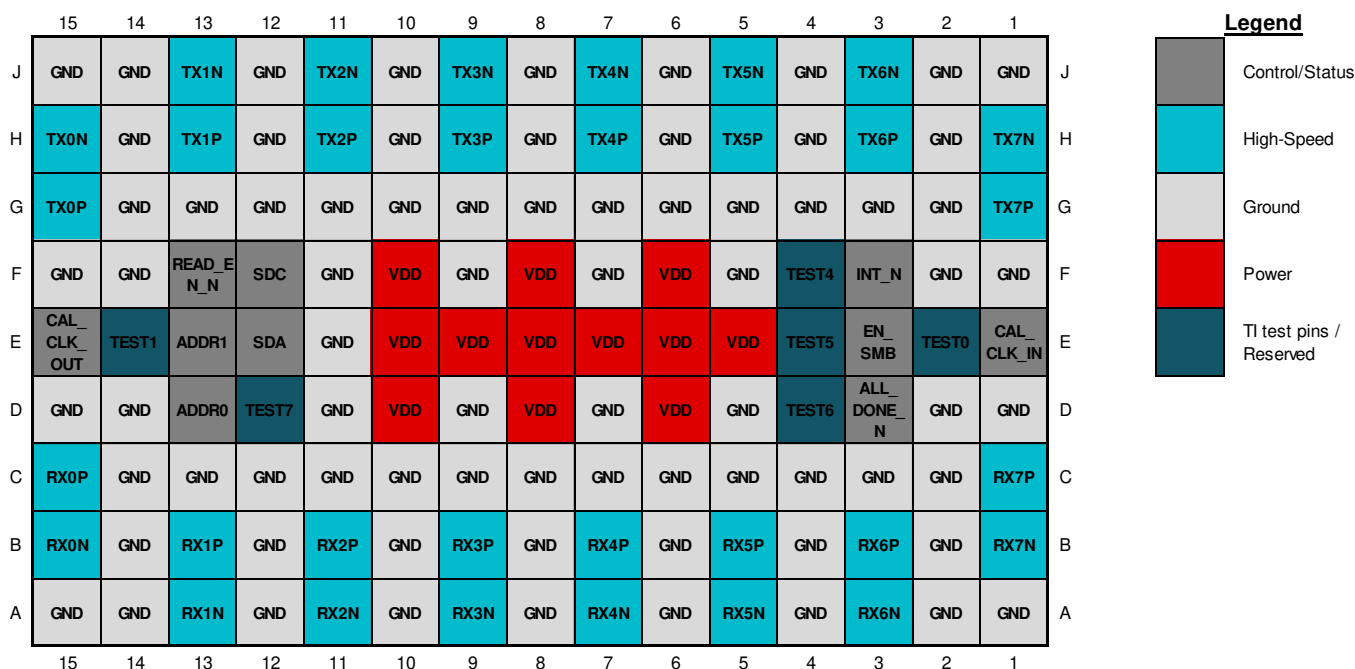 15 14 13 12 11 10 9 8 7 6 5 4 3 2 1
Legend
J GND GND TX1N GND TX2N GND TX3N GND TX4N GND TX5N GND TX6N GND GND J
Control/Status
H TX0N GND TX1P GND TX2P GND TX3P GND TX4P GND TX5P GND TX6P GND TX7N H
High-Speed
G TX0P GND GND GND GND GND GND GND GND GND GND GND GND GND TX7P G
Ground
F GND GND READ_E SDC GND VDD GND VDD GND VDD GND TEST4 INT_N GND GND F
N_N
Power
CAL_
CLK_
OUT
E TEST1 ADDR1 SDA GND VDD VDD VDD VDD VDD VDD TEST5 EN_ TEST0 CAL_ E
SMB
CLK_IN
TI test pins /
Reserved
D GND GND ADDR0 TEST7 GND VDD GND VDD GND VDD GND TEST6 ALL_ GND GND D
DONE_
N
C RX0P GND GND GND GND GND GND GND GND GND GND GND GND GND RX7P C
B RX0N GND RX1P GND RX2P GND RX3P GND RX4P GND RX5P GND RX6P GND RX7N B
A GND GND RX1N GND RX2N GND RX3N GND RX4N GND RX5N GND RX6N GND GND A
15 14 13 12 11 10 9 8 7 6 5 4 3 2 1